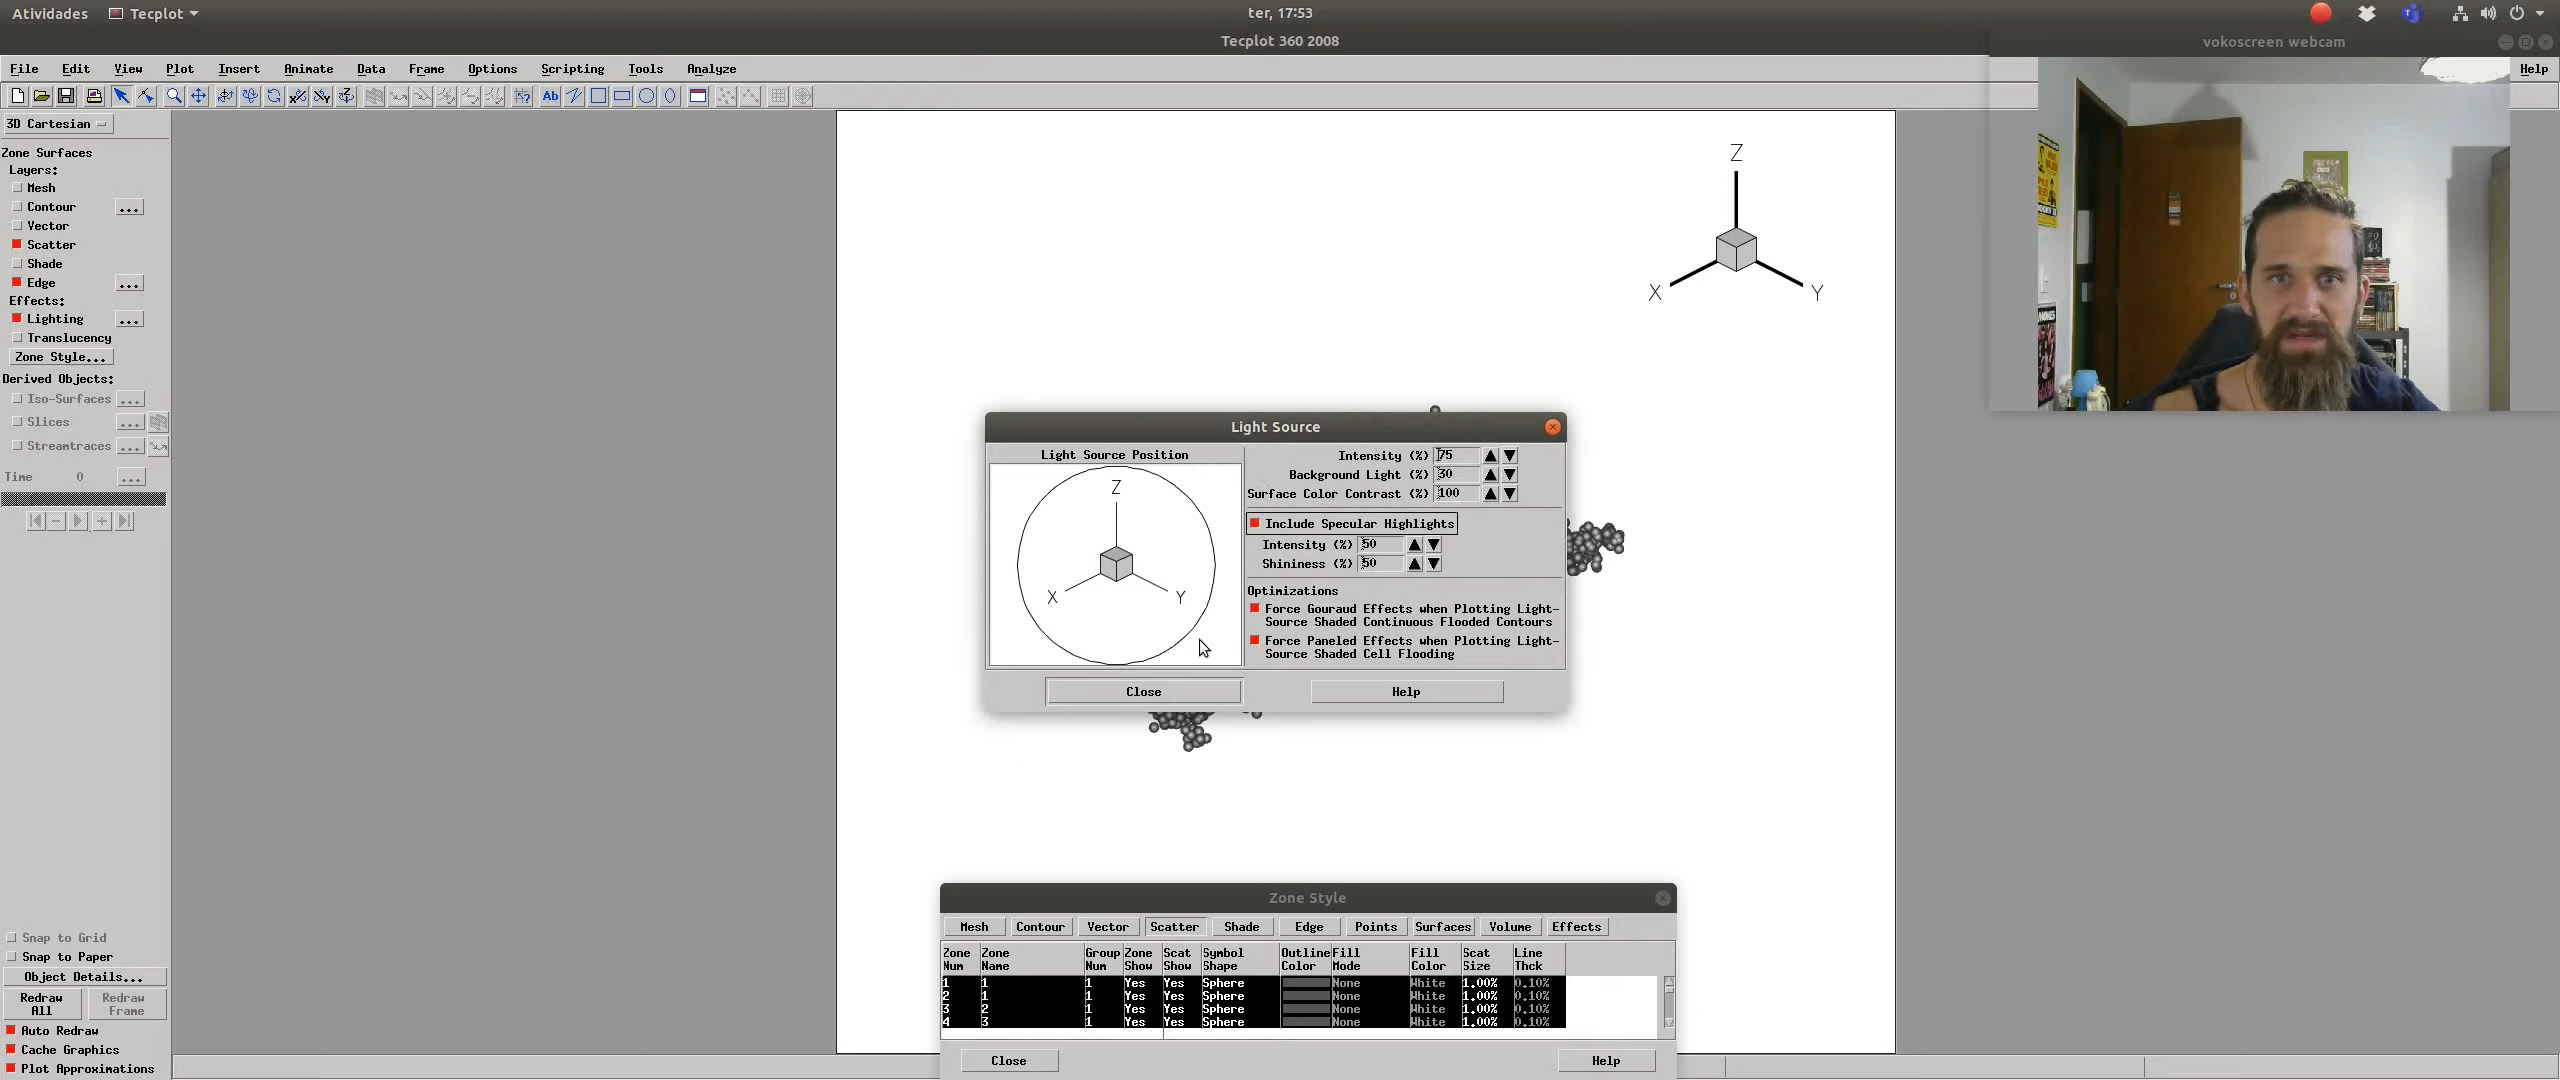 Atividades Tecplot ter, 17:53
Tecplot 360 2008
vokoscreen webcam
File Edit View Plot Insert Animate Data Frame Options Scripting Tools Analyze Help
Ab
3D Cartesian
Zone Surfaces
Layers:
Mesh
Contour ...
Vector
Scatter
Shade
Edge ...
Effects:
Lighting ...
Translucency
Zone Style...
Derived Objects:
Iso-Surfaces ...
Slices ...
Streamtraces ...
Time 0 ...
Snap to Grid
Snap to Paper
Object Details...
Redraw All
Redraw Frame
Auto Redraw
Cache Graphics
Plot Approximations
Z
X Y
Light Source
Light Source Position
Z
X Y
Intensity (%) 75
Background Light (%) 30
Surface Color Contrast (%) 100
Include Specular Highlights
Intensity (%) 50
Shininess (%) 50
Optimizations
Force Gouraud Effects when Plotting Light-
Source Shaded Continuous Flooded Contours
Force Paneled Effects when Plotting Light-
Source Shaded Cell Flooding
Close Help
Zone Style
Mesh Contour Vector Scatter Shade Edge Points Surfaces Volume Effects
Zone Zone Group Zone Scat Symbol Outline Fill Fill Scat Line
Num Name Num Show Show Shape Color Mode Color Size Thck
1 1 1 Yes Yes Sphere None White 1.00% 0.10%
2 1 1 Yes Yes Sphere None White 1.00% 0.10%
3 2 1 Yes Yes Sphere None White 1.00% 0.10%
4 3 1 Yes Yes Sphere None White 1.00% 0.10%
Close Help